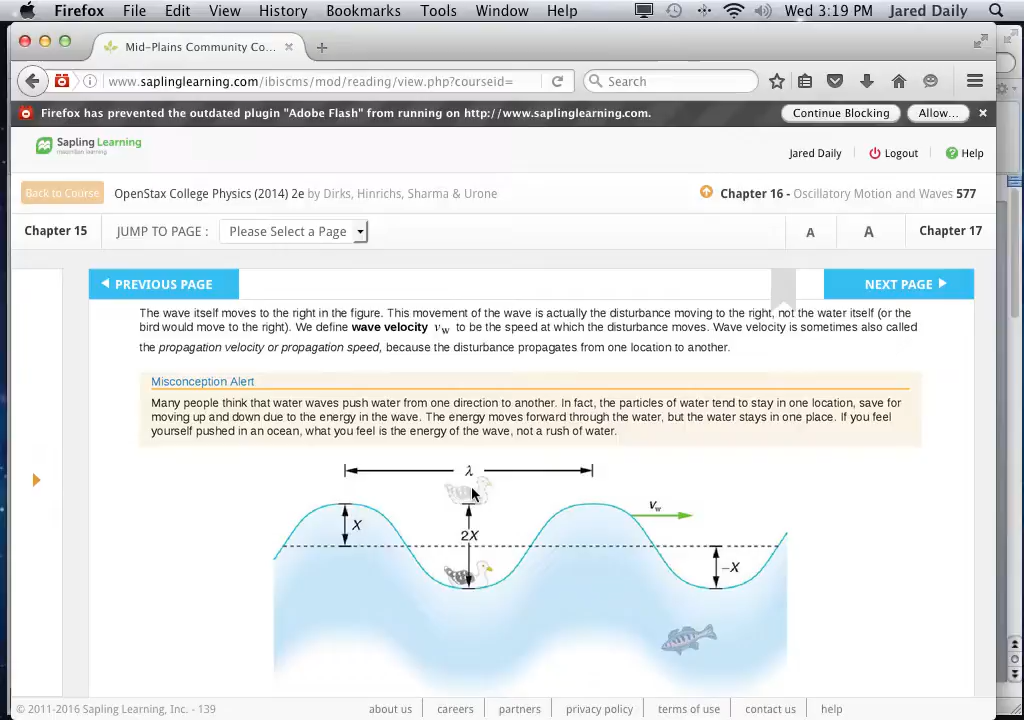 Firefox File Edit View History Bookmarks Tools Window Help Wed 3:19 PM Jared Daily
Mid-Plains Community Co...
www.saplinglearning.com/ibiscms/mod/reading/view.php?courseid= Search
Firefox has prevented the outdated plugin "Adobe Flash" from running on http://www.saplinglearning.com. Continue Blocking Allow...
Sapling Learning
macmillan learning
Jared Daily Logout Help
Back to Course OpenStax College Physics (2014) 2e by Dirks, Hinrichs, Sharma & Urone Chapter 16 - Oscillatory Motion and Waves 577
Chapter 15 JUMP TO PAGE : Please Select a Page A A Chapter 17
PREVIOUS PAGE NEXT PAGE
The wave itself moves to the right in the figure. This movement of the wave is actually the disturbance moving to the right, not the water itself (or the
bird would move to the right). We define wave velocity vw to be the speed at which the disturbance moves. Wave velocity is sometimes also called
the propagation velocity or propagation speed, because the disturbance propagates from one location to another.
Misconception Alert
Many people think that water waves push water from one direction to another. In fact, the particles of water tend to stay in one location, save for
moving up and down due to the energy in the wave. The energy moves forward through the water, but the water stays in one place. If you feel
yourself pushed in an ocean, what you feel is the energy of the wave, not a rush of water.
λ
vw
X
2X
−X
© 2011-2016 Sapling Learning, Inc. - 139 about us careers partners privacy policy terms of use contact us help